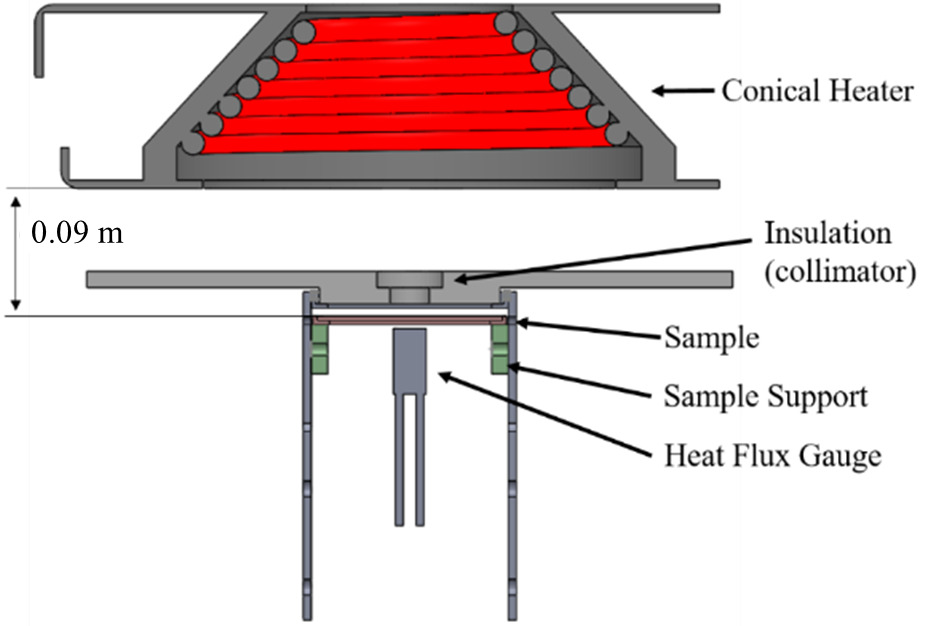 Conical Heater
0.09 m
Insulation
(collimator)
Sample
Sample Support
Heat Flux Gauge